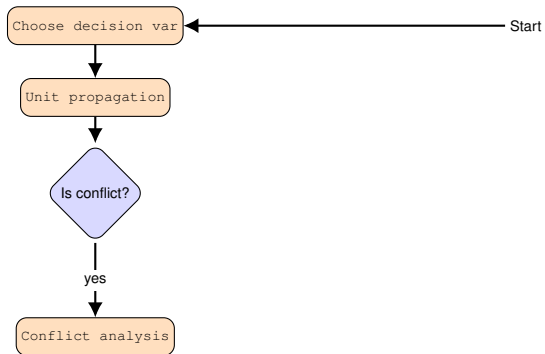 Choose decision var
Start
Unit propagation
Is conflict?
yes
Conflict analysis